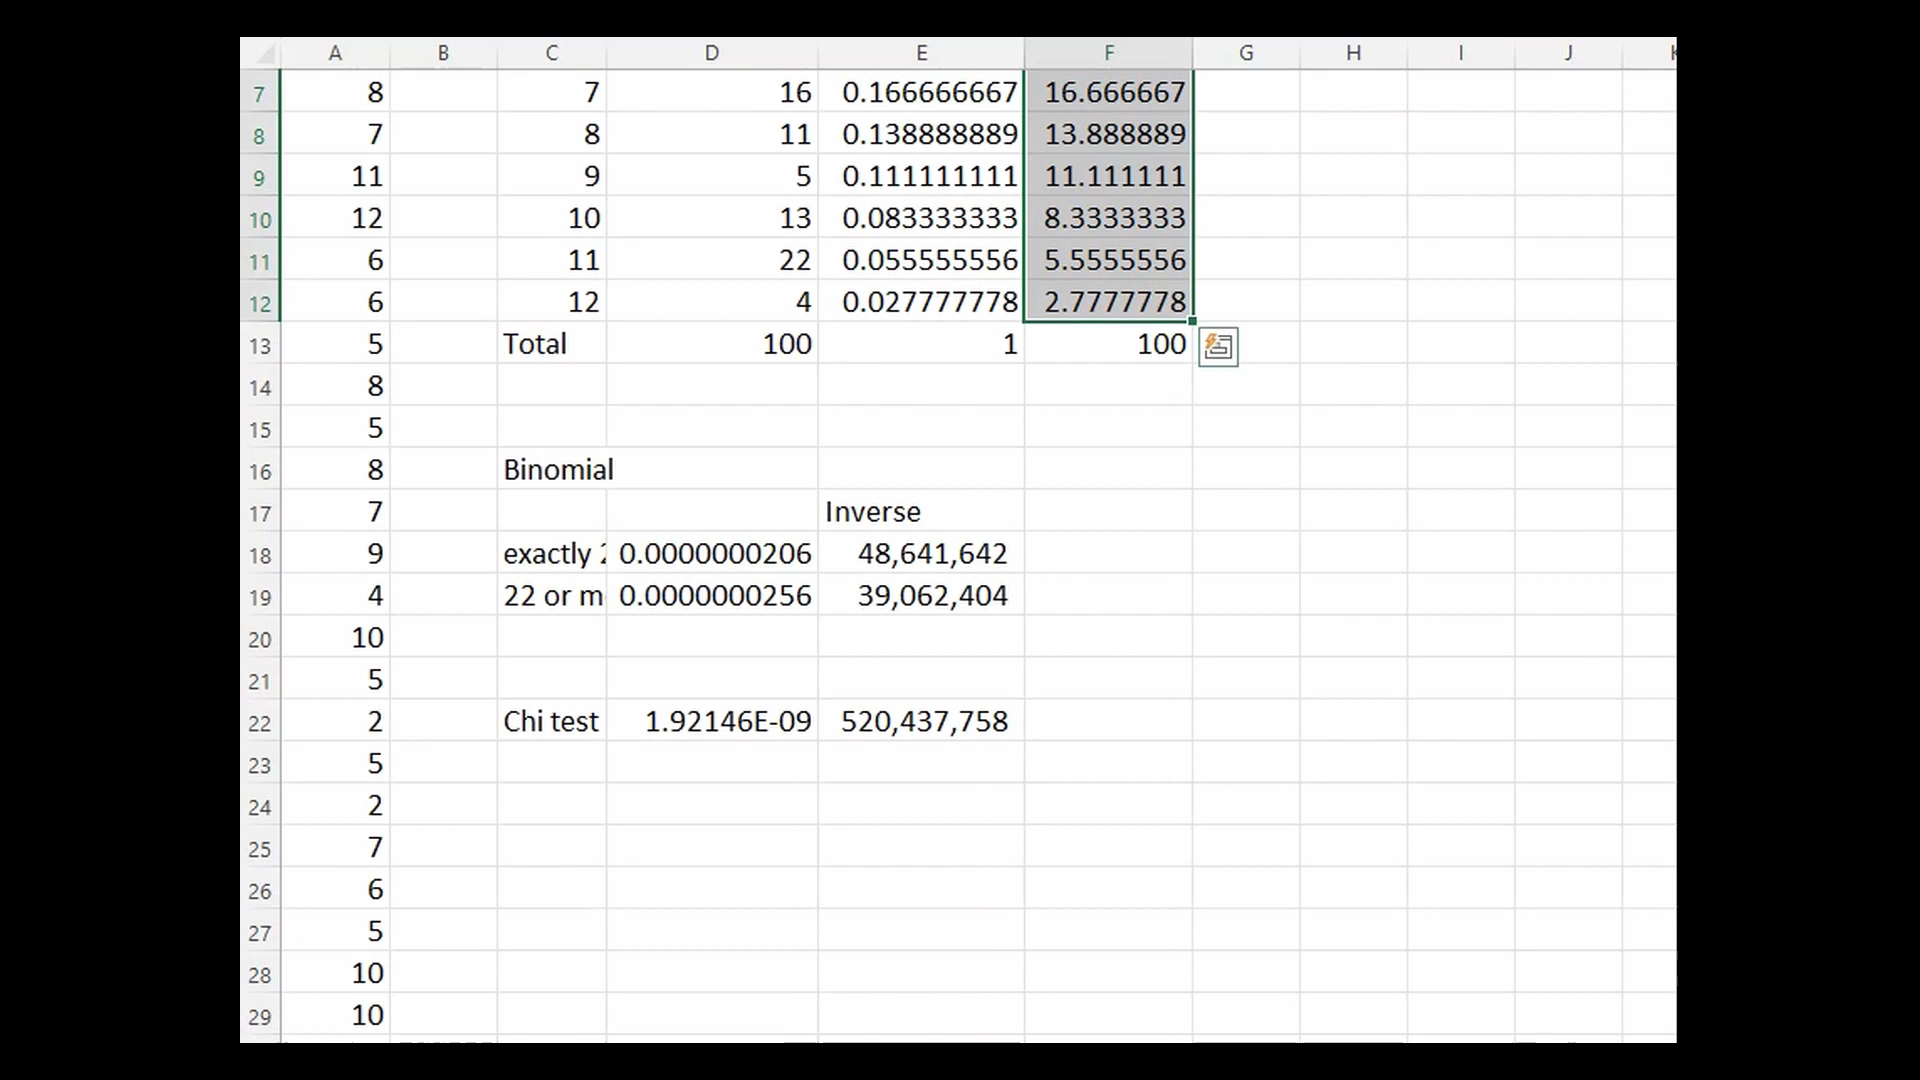 A B C D E F G H I J
7 8 7 16 0.166666667 16.666667
8 7 8 11 0.138888889 13.888889
9 11 9 5 0.111111111 11.111111
10 12 10 13 0.083333333 8.3333333
11 6 11 22 0.055555556 5.5555556
12 6 12 4 0.027777778 2.7777778
13 5 Total 100 1 100
14 8
15 5
16 8 Binomial
17 7 Inverse
18 9 exactly 0.0000000206 48,641,642
19 4 22 or 0.0000000256 39,062,404
20 10
21 5
22 2 Chi test 1.92146E-09 520,437,758
23 5
24 2
25 7
26 6
27 5
28 10
29 10